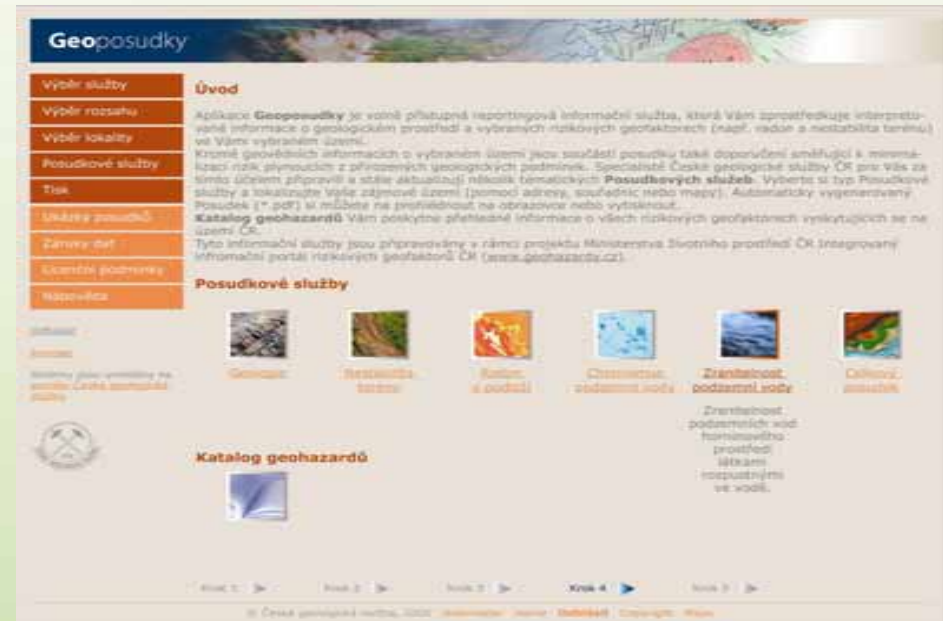 Geoposudky
Výběr služby
Výběr rozsahu
Výběr lokality
Posudkové služby
Tisk
Ukázky posudků
Záruky dat
Licenční podmínky
Nápověda
Úvod
Aplikace Geoposudky je volně přístupná reportingová informační služba, která Vám zprostředkuje interpreto-
vané informace o geologickém prostředí a vybraných rizikových geofaktorech (např. radon a nestabilita terénu)
ve Vámi vybraném území.
Kromě geovědních informacích o vybraném území jsou součástí posudku také doporučení směřující k minima-
lizaci rizik plynoucích z přírodních geologických podmínek. Specialisté České geologické služby ČR pro Vás za
tímto účelem připravili a stále aktualizují několik tematických Posudkových služeb. Vyberte si typ Posudkové
služby a lokalizujte Vaše zájmové území (pomocí adresy, souřadnic nebo mapy). Automaticky vygenerovaný
Posudek (*.pdf) si můžete na prohlédnout na obrazovce nebo vytisknout.
Katalog geohazardů Vám poskytne přehledné informace o všech rizikových geofaktorech vyskytujících se na
území ČR.
Tyto informační služby jsou připravovány v rámci projektu Ministerstva životního prostředí ČR Integrovaný
infromační portál rizikových geofaktorů ČR (www.geohazardy.cz).
Posudkové služby
Geologie
Nestabilita
terénu
Radon
v podloží
Chemismus
podzemní vody
Zranitelnost
podzemní vody
Celkový
posudek
Zranitelnost
podzemních vod
horninového
prostředí
látkami
rozpustnými
ve vodě.
Katalog geohazardů
Krok 1
Krok 2
Krok 3
Krok 4
Krok 5
© Česká geologická služba, Webmaster Home Copyright Mapa